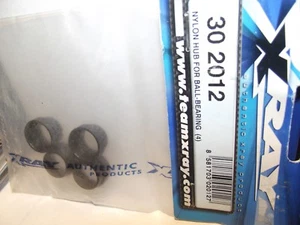 30 2012
NYLON HUB FOR BALL-BEARING (4)
www.teamxray.com
XRAY
AUTHENTIC
PRODUCTS